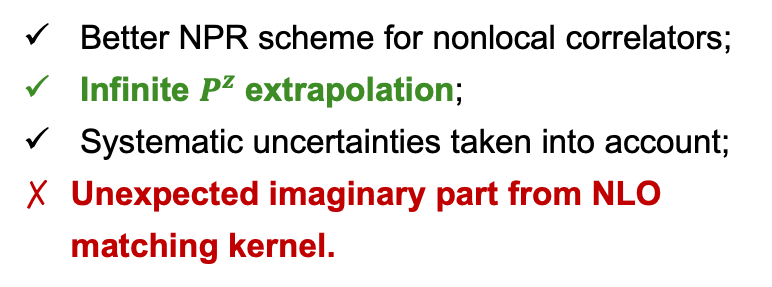 ✓ Better NPR scheme for nonlocal correlators;
✓ Infinite P^z extrapolation;
✓ Systematic uncertainties taken into account;
✗ Unexpected imaginary part from NLO
matching kernel.